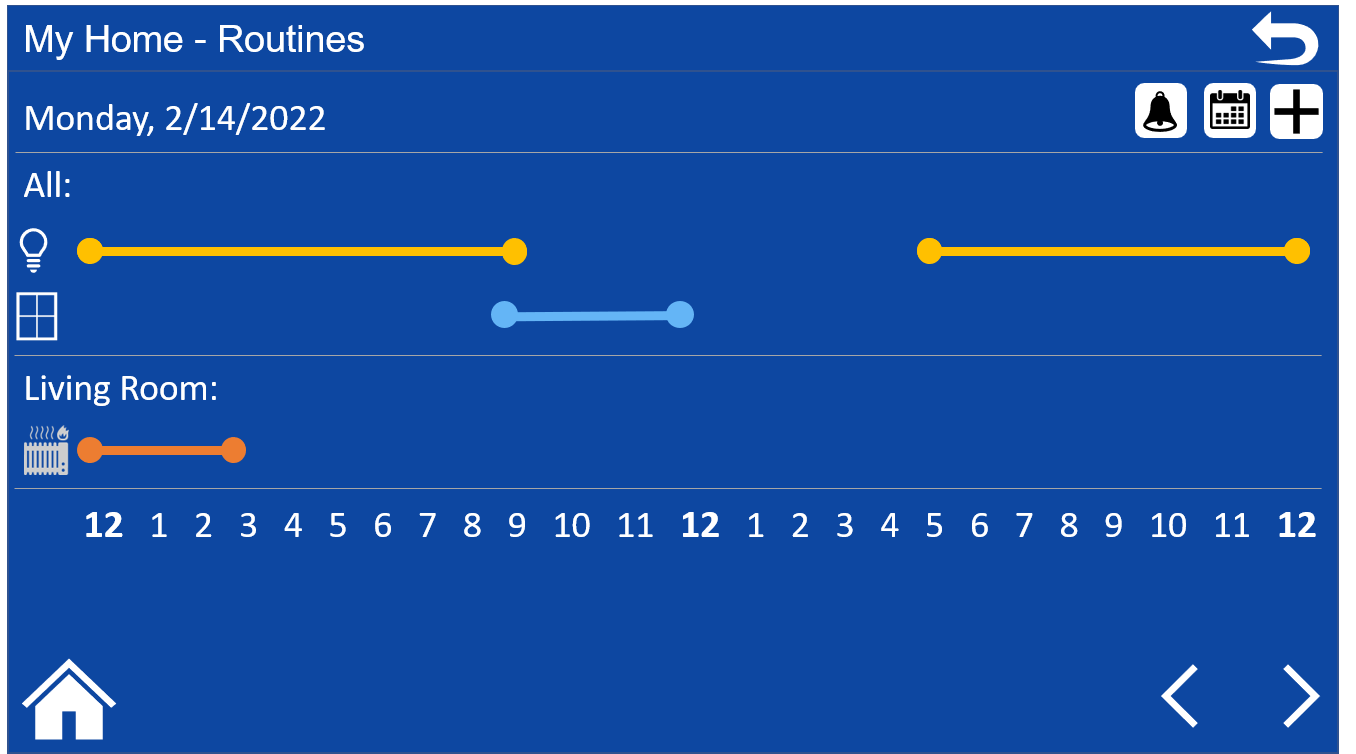 My Home - Routines
Monday, 2/14/2022
All:
Living Room:
12 1 2 3 4 5 6 7 8 9 10 11 12 1 2 3 4 5 6 7 8 9 10 11 12